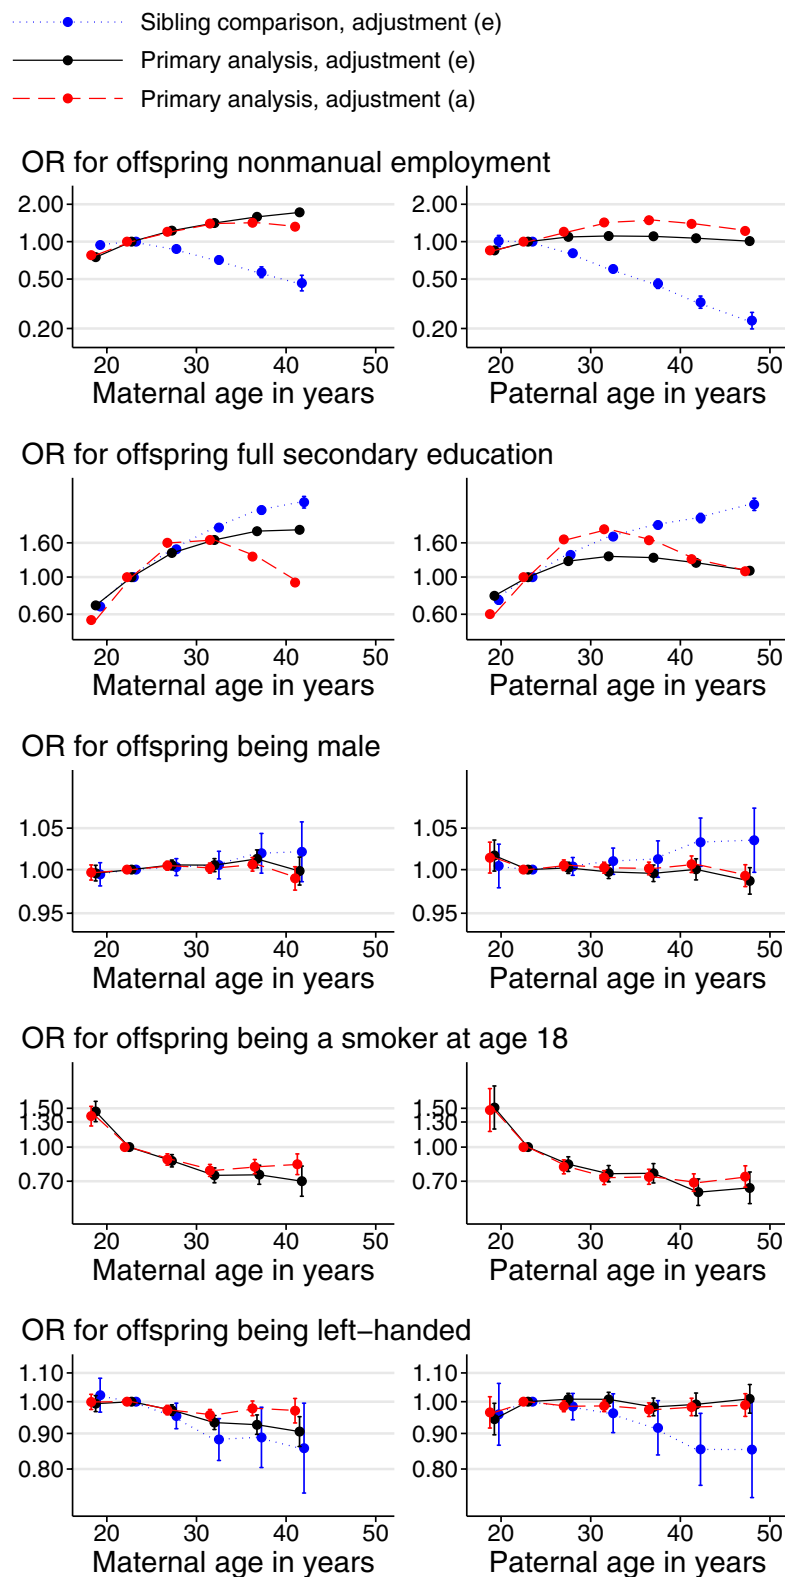 Sibling comparison, adjustment (e)
Primary analysis, adjustment (e)
Primary analysis, adjustment (a)
OR for offspring nonmanual employment
2.00
1.00
0.50
0.20
20 30 40 50
Maternal age in years
2.00
1.00
0.50
0.20
20 30 40 50
Paternal age in years
OR for offspring full secondary education
1.60
1.00
0.60
20 30 40 50
Maternal age in years
1.60
1.00
0.60
20 30 40 50
Paternal age in years
OR for offspring being male
1.05
1.00
0.95
20 30 40 50
Maternal age in years
1.05
1.00
0.95
20 30 40 50
Paternal age in years
OR for offspring being a smoker at age 18
1.50
1.30
1.00
0.70
20 30 40 50
Maternal age in years
1.50
1.30
1.00
0.70
20 30 40 50
Paternal age in years
OR for offspring being left−handed
1.10
1.00
0.90
0.80
20 30 40 50
Maternal age in years
1.10
1.00
0.90
0.80
20 30 40 50
Paternal age in years